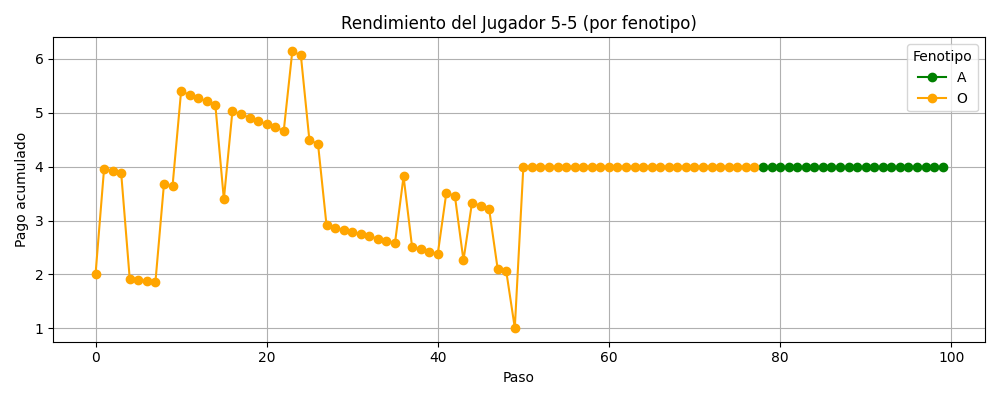 Rendimiento del Jugador 5-5 (por fenotipo)
Pago acumulado
6
5
4
3
2
1
0
20
40
60
80
100
Paso
Fenotipo
A
O